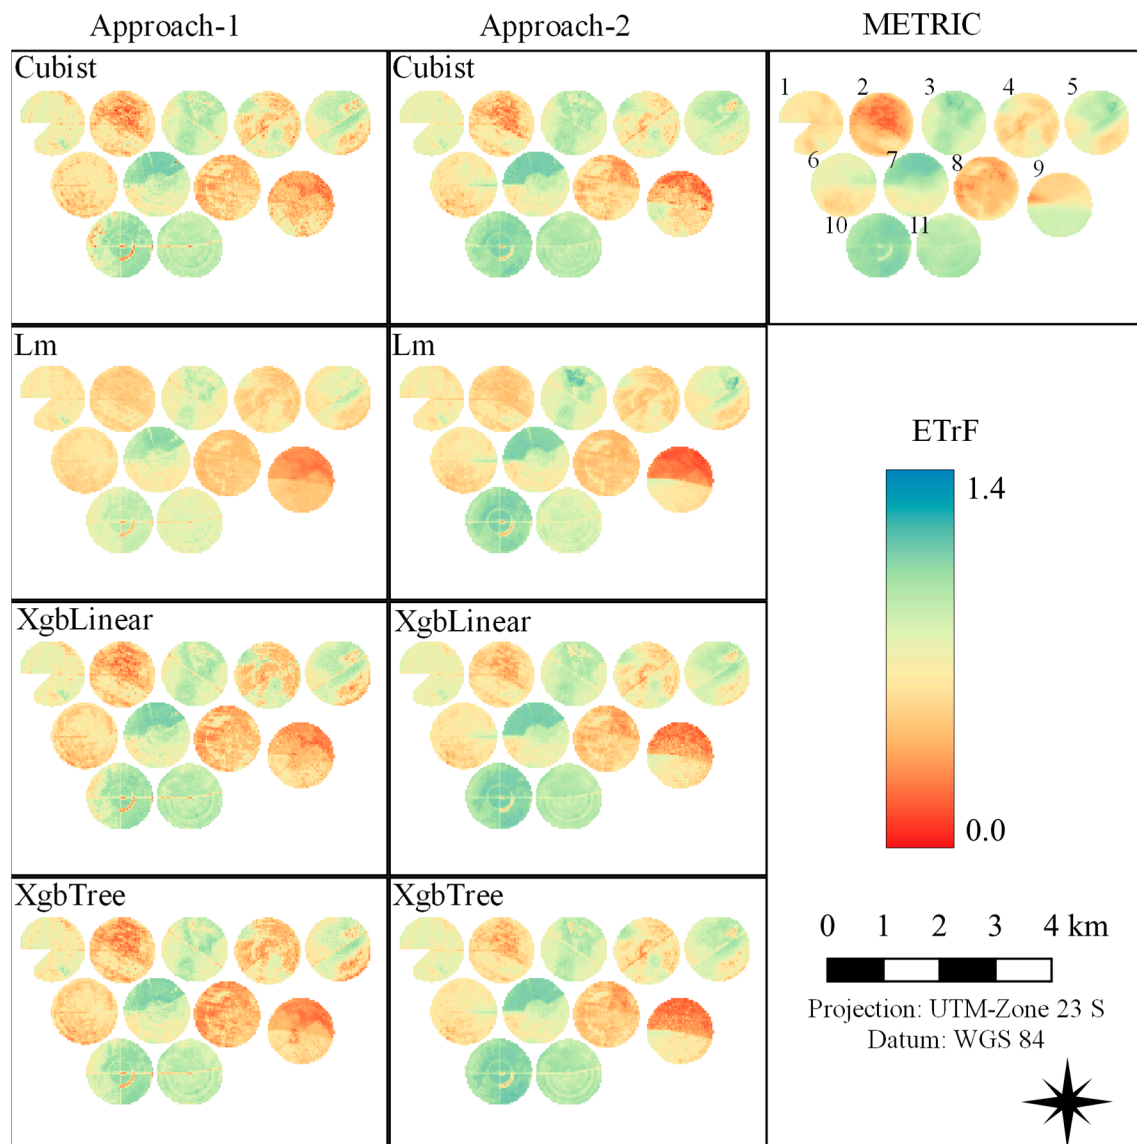 Approach-1
Approach-2
METRIC
Cubist
Cubist
1 2 3 4 5
6 7 8 9
10 11
Lm
Lm
ETrF
1.4
0.0
XgbLinear
XgbLinear
XgbTree
XgbTree
0 1 2 3 4 km
Projection: UTM-Zone 23 S
Datum: WGS 84